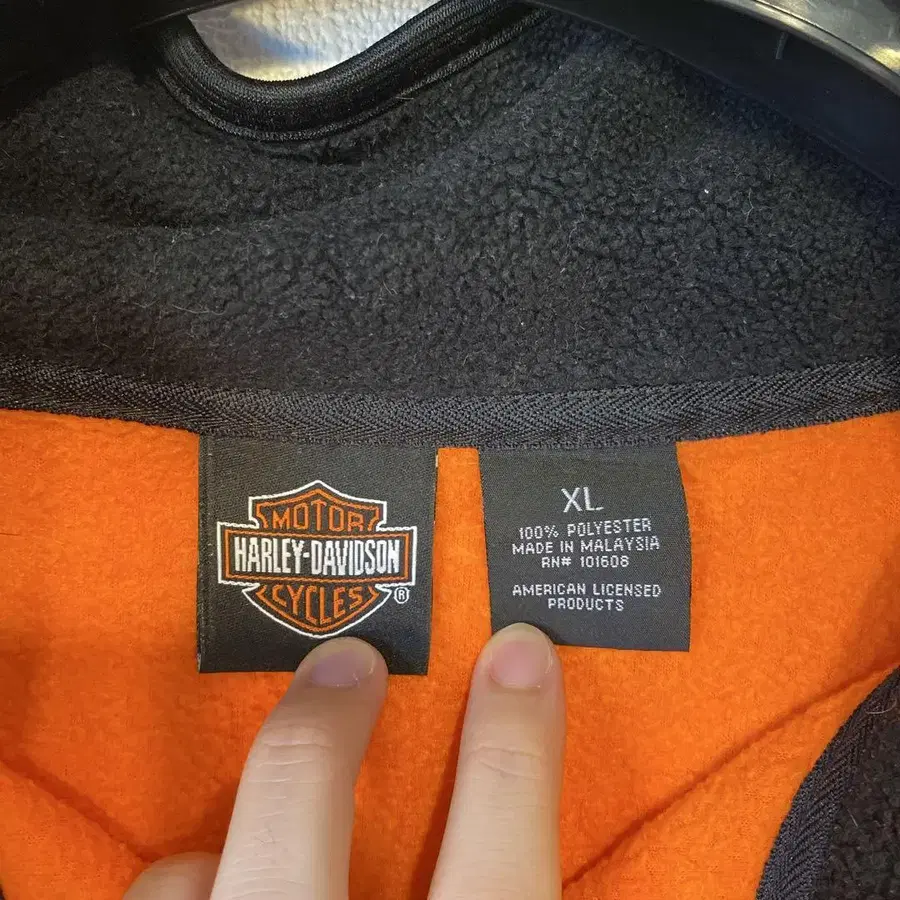 MOTOR
HARLEY-DAVIDSON
CYCLES
®
XL
100% POLYESTER
MADE IN MALAYSIA
RN# 101608
AMERICAN LICENSED
PRODUCTS